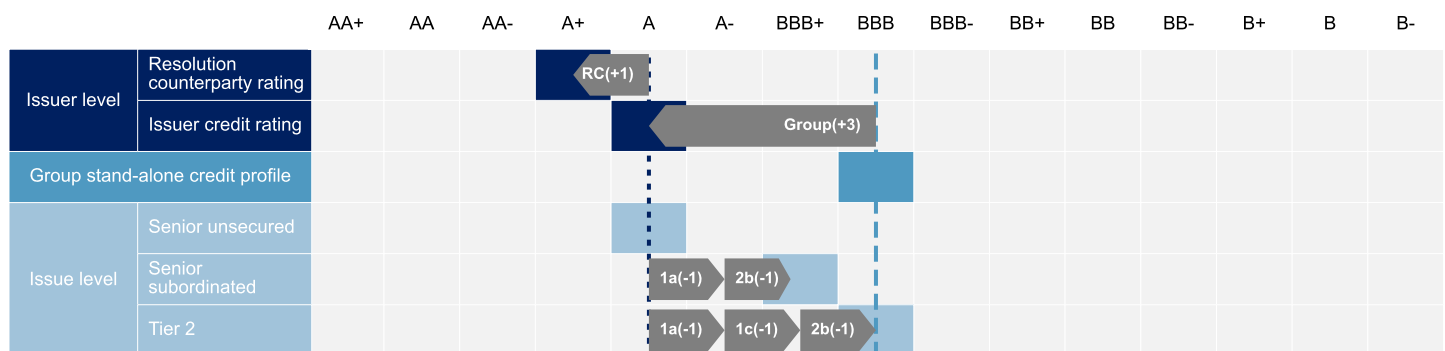 AA+ AA AA- A+ A A- BBB+ BBB BBB- BB+ BB BB- B+ B B-
Issuer level
Resolution
counterparty rating
RC(+1)
Issuer credit rating
Group(+3)
Group stand-alone credit profile
Issue level
Senior unsecured
Senior
subordinated
1a(-1) 2b(-1)
Tier 2
1a(-1) 1c(-1) 2b(-1)